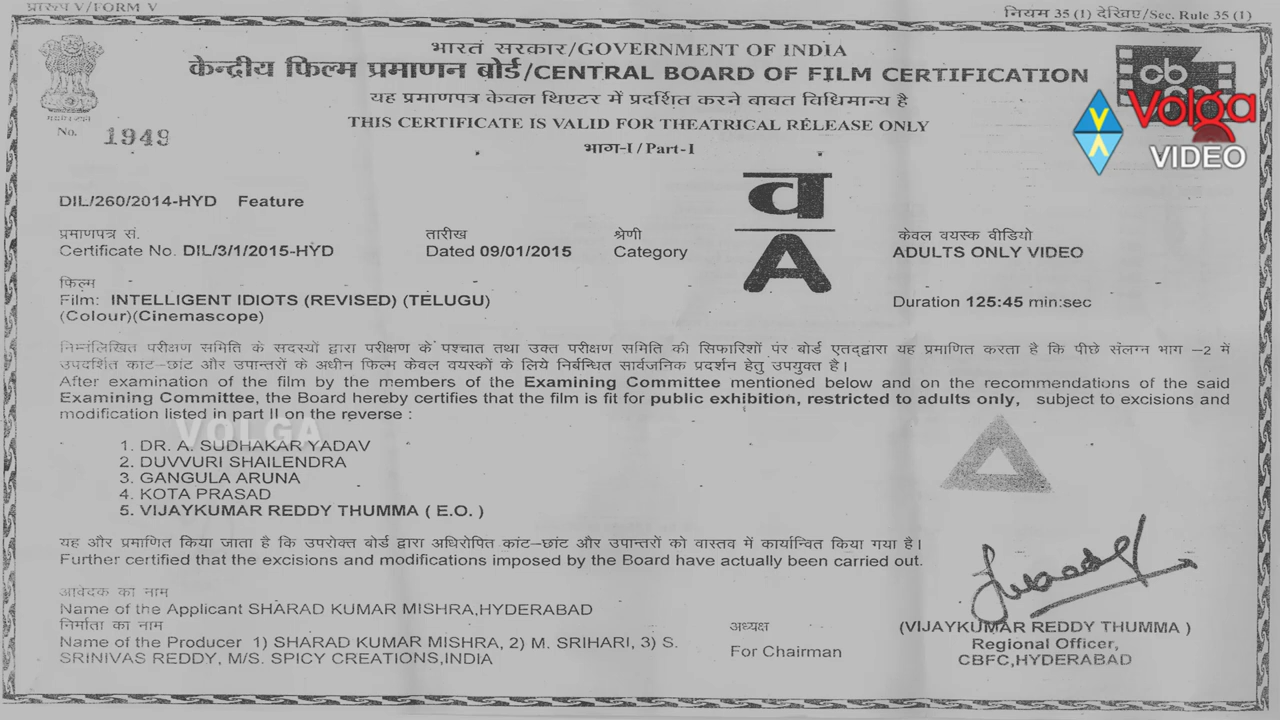 प्रारूप V/FORM V
नियम 35 (1) देखिए/Sec. Rule 35 (1)
भारत सरकार/GOVERNMENT OF INDIA
केन्द्रीय फिल्म प्रमाणन बोर्ड/CENTRAL BOARD OF FILM CERTIFICATION
cb
यह प्रमाणपत्र केवल थिएटर में प्रदर्शित करने बाबत विधिमान्य है
Volga
VIDEO
No. 1949
THIS CERTIFICATE IS VALID FOR THEATRICAL RELEASE ONLY
भाग-I/Part-I
DIL/260/2014-HYD Feature
व
A
प्रमाणपत्र सं. तारीख श्रेणी केवल वयस्क वीडियो
Certificate No. DIL/3/1/2015-HYD Dated 09/01/2015 Category ADULTS ONLY VIDEO
फिल्म
Film: INTELLIGENT IDIOTS (REVISED) (TELUGU) Duration 125:45 min:sec
(Colour)(Cinemascope)
निम्नलिखित परीक्षण समिति के सदस्यों द्वारा परीक्षण के पश्चात तथा उक्त परीक्षण समिति की सिफारिशों पर बोर्ड एतद्द्वारा यह प्रमाणित करता है कि पीछे संलग्न भाग –2 में
उपदर्शित काट–छांट और उपान्तरों के अधीन फिल्म केवल वयस्कों के लिये निर्बन्धित सार्वजनिक प्रदर्शन हेतु उपयुक्त है।
After examination of the film by the members of the Examining Committee mentioned below and on the recommendations of the said
Examining Committee, the Board hereby certifies that the film is fit for public exhibition, restricted to adults only, subject to excisions and
modification listed in part II on the reverse :
VOLGA
1. DR. A. SUDHAKAR YADAV
2. DUVVURI SHAILENDRA
3. GANGULA ARUNA
4. KOTA PRASAD
5. VIJAYKUMAR REDDY THUMMA ( E.O. )
यह और प्रमाणित किया जाता है कि उपरोक्त बोर्ड द्वारा अधिरोपित कांट–छांट और उपान्तरों को वास्तव में कार्यान्वित किया गया है।
Further certified that the excisions and modifications imposed by the Board have actually been carried out.
आवेदक का नाम
Name of the Applicant SHARAD KUMAR MISHRA,HYDERABAD
निर्माता का नाम
Name of the Producer 1) SHARAD KUMAR MISHRA, 2) M. SRIHARI, 3) S.
SRINIVAS REDDY, M/S. SPICY CREATIONS,INDIA
अध्यक्ष
For Chairman
(VIJAYKUMAR REDDY THUMMA )
Regional Officer,
CBFC,HYDERABAD